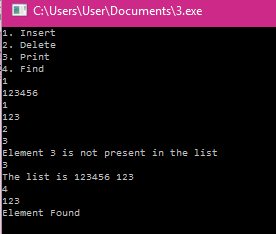 C:\Users\User\Documents\3.exe
1. Insert
2. Delete
3. Print
4. Find
1
123456
1
123
2
3
Element 3 is not present in the list
3
The list is 123456 123
4
123
Element Found